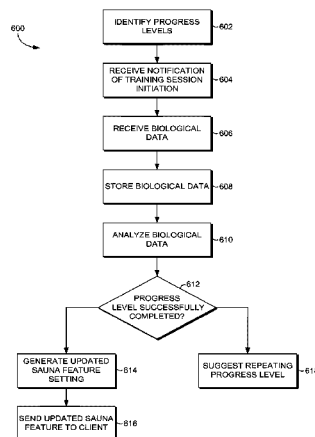 600
IDENTIFY PROGRESS
LEVELS
602
RECEIVE NOTIFICATION
OF TRAINING SESSION
INITIATION
604
RECEIVE BIOLOGICAL
DATA
606
STORE BIOLOGICAL DATA
608
ANALYZE BIOLOGICAL
DATA
610
612
PROGRESS
LEVEL SUCCESSFULLY
COMPLETED?
GENERATE UPDATED
SAUNA FEATURE
SETTING
614
SUGGEST REPEATING
PROGRESS LEVEL
SEND UPDATED SAUNA
FEATURE TO CLIENT
616